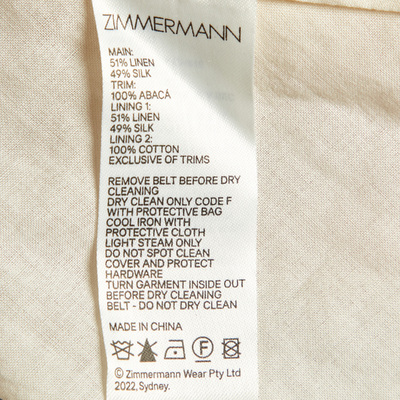 ZIMMERMANN
MAIN:
51% LINEN
49% SILK
TRIM:
100% ABACÁ
LINING 1:
51% LINEN
49% SILK
LINING 2:
100% COTTON
EXCLUSIVE OF TRIMS
REMOVE BELT BEFORE DRY
CLEANING
DRY CLEAN ONLY CODE F
WITH PROTECTIVE BAG
COOL IRON WITH
PROTECTIVE CLOTH
LIGHT STEAM ONLY
DO NOT SPOT CLEAN
COVER AND PROTECT
HARDWARE
TURN GARMENT INSIDE OUT
BEFORE DRY CLEANING
BELT - DO NOT DRY CLEAN
MADE IN CHINA
F
© Zimmermann Wear Pty Ltd
2022, Sydney.